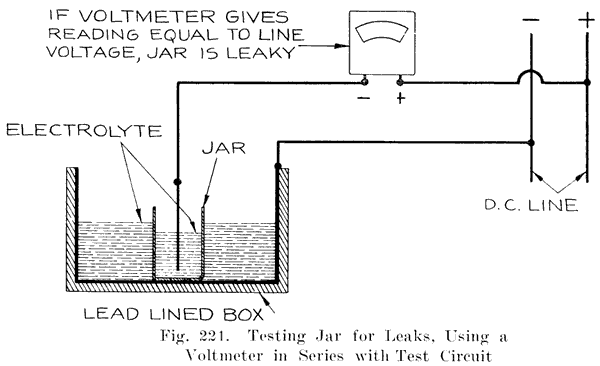 IF VOLTMETER GIVES
READING EQUAL TO LINE
VOLTAGE, JAR IS LEAKY
− +
− +
ELECTROLYTE
JAR
D.C. LINE
LEAD LINED BOX
Fig. 221. Testing Jar for Leaks, Using a
Voltmeter in Series with Test Circuit